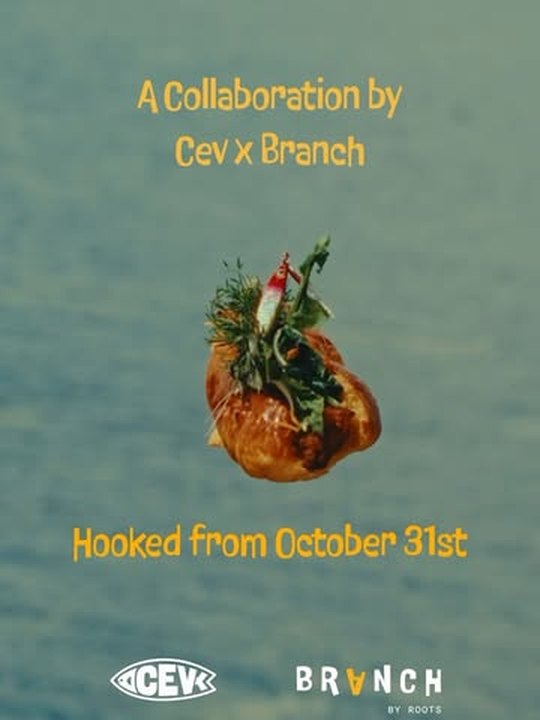 A Collaboration by
Cev x Branch
Hooked from October 31st
CEV
BRANCH
BY ROOTS